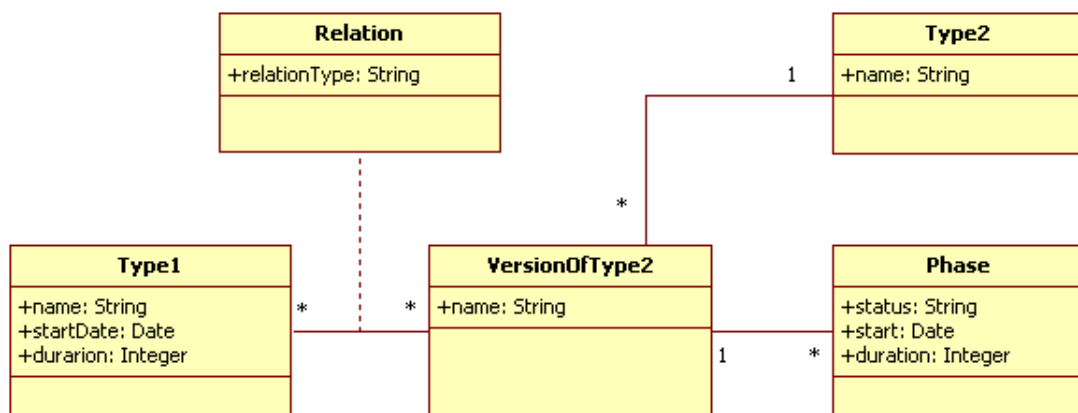 Relation
+relationType: String
Type2
+name: String
1
*
Type1
+name: String
+startDate: Date
+durarion: Integer
*
*
VersionOfType2
+name: String
1
*
Phase
+status: String
+start: Date
+duration: Integer